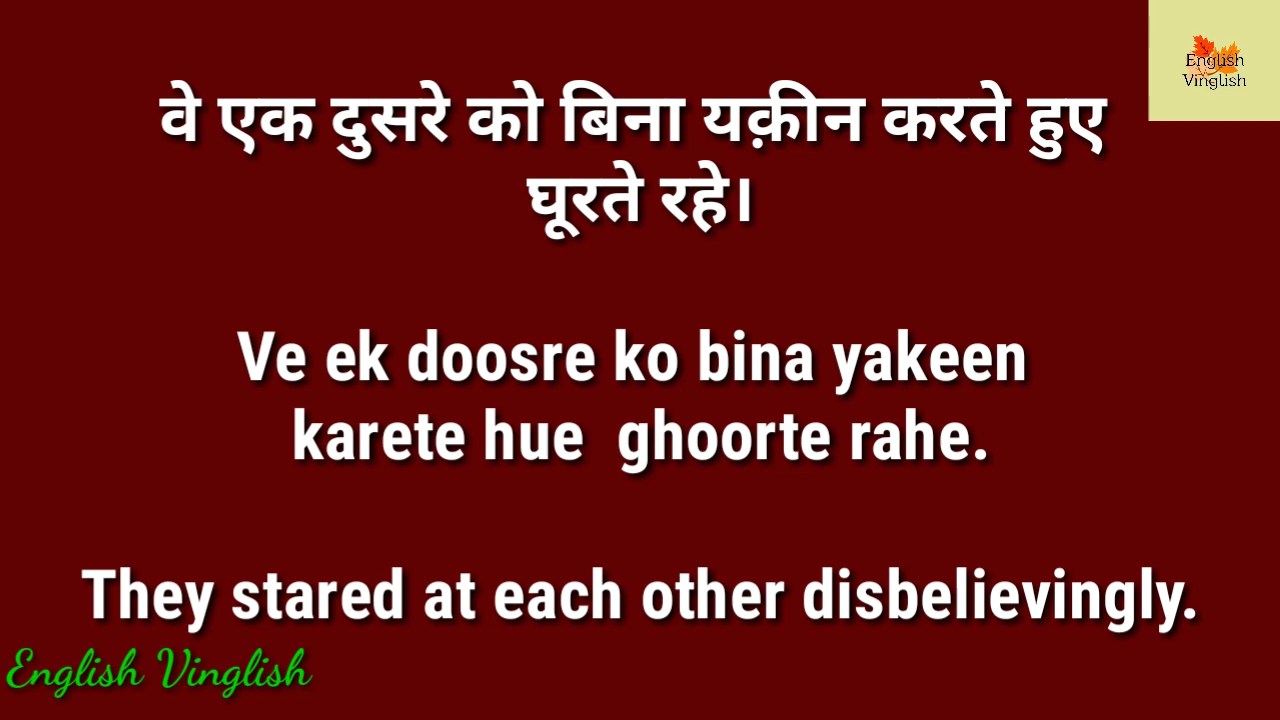 English
Vinglish
वे एक दुसरे को बिना यक़ीन करते हुए
घूरते रहे।
Ve ek doosre ko bina yakeen
karete hue ghoorte rahe.
They stared at each other disbelievingly.
English Vinglish